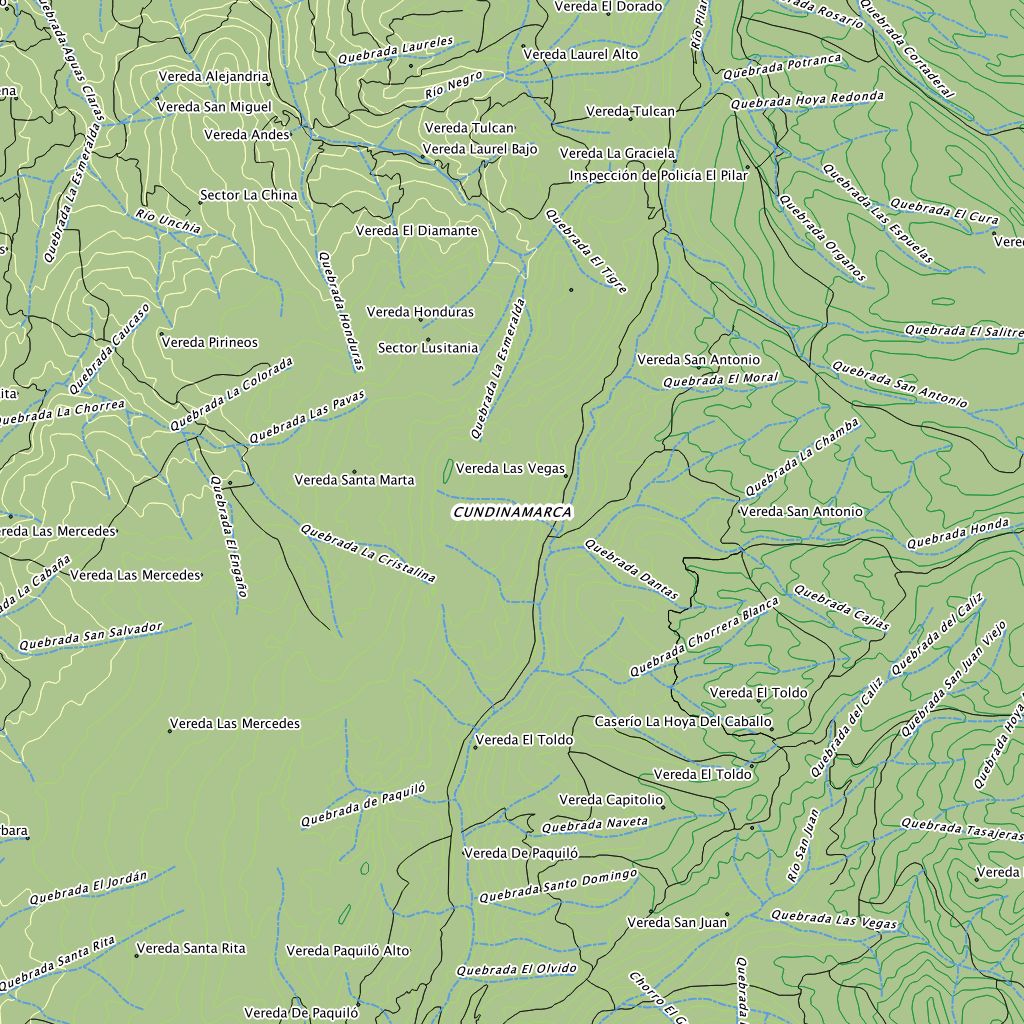 Vereda El Dorado
Rosario
Quebrada Cortaderal
Río Pilar
Quebrada Aguas Claras
Quebrada Laureles
Vereda Laurel Alto
Quebrada Potranca
Vereda Alejandria
Río Negro
Vereda San Miguel
Quebrada Hoya Redonda
Vereda Tulcan
Vereda Andes
Vereda Tulcan
Vereda Laurel Bajo
Vereda La Graciela
Inspección de Policía El Pilar
Quebrada La Esmeralda
Sector La China
Quebrada Las Espuelas
Quebrada El Cura
Río Unchía
Quebrada Organos
Vereda El Diamante
Quebrada El Tigre
Quebrada Honduras
Vereda Honduras
Quebrada La Esmeralda
Quebrada El Salitre
Quebrada Caucaso
Vereda Pirineos
Sector Lusitania
Vereda San Antonio
Quebrada El Moral
Quebrada San Antonio
Quebrada La Colorada
Quebrada La Chorrea
Quebrada Las Pavas
Quebrada La Chamba
Vereda Las Vegas
Vereda Santa Marta
CUNDINAMARCA
Vereda San Antonio
Quebrada El Engaño
Vereda Las Mercedes
Quebrada Honda
Quebrada La Cristalina
Quebrada Dantas
Vereda Las Mercedes
La Cabaña
Quebrada Cajías
Quebrada San Salvador
Quebrada Chorrera Blanca
Quebrada del Caliz
Quebrada San Juan Viejo
Vereda El Toldo
Vereda Las Mercedes
Caserío La Hoya Del Caballo
Quebrada del Caliz
Quebrada Hoya
Vereda El Toldo
Vereda El Toldo
Quebrada de Paquiló
Vereda Capitolio
Quebrada Naveta
Río San Juan
Quebrada Tasajeras
Vereda De Paquiló
Quebrada El Jordán
Quebrada Santo Domingo
Vereda
Vereda San Juan
Quebrada Las Vegas
Quebrada Santa Rita
Vereda Santa Rita
Vereda Paquiló Alto
Quebrada El Olvido
Chorro El
Quebrada
Vereda De Paquiló